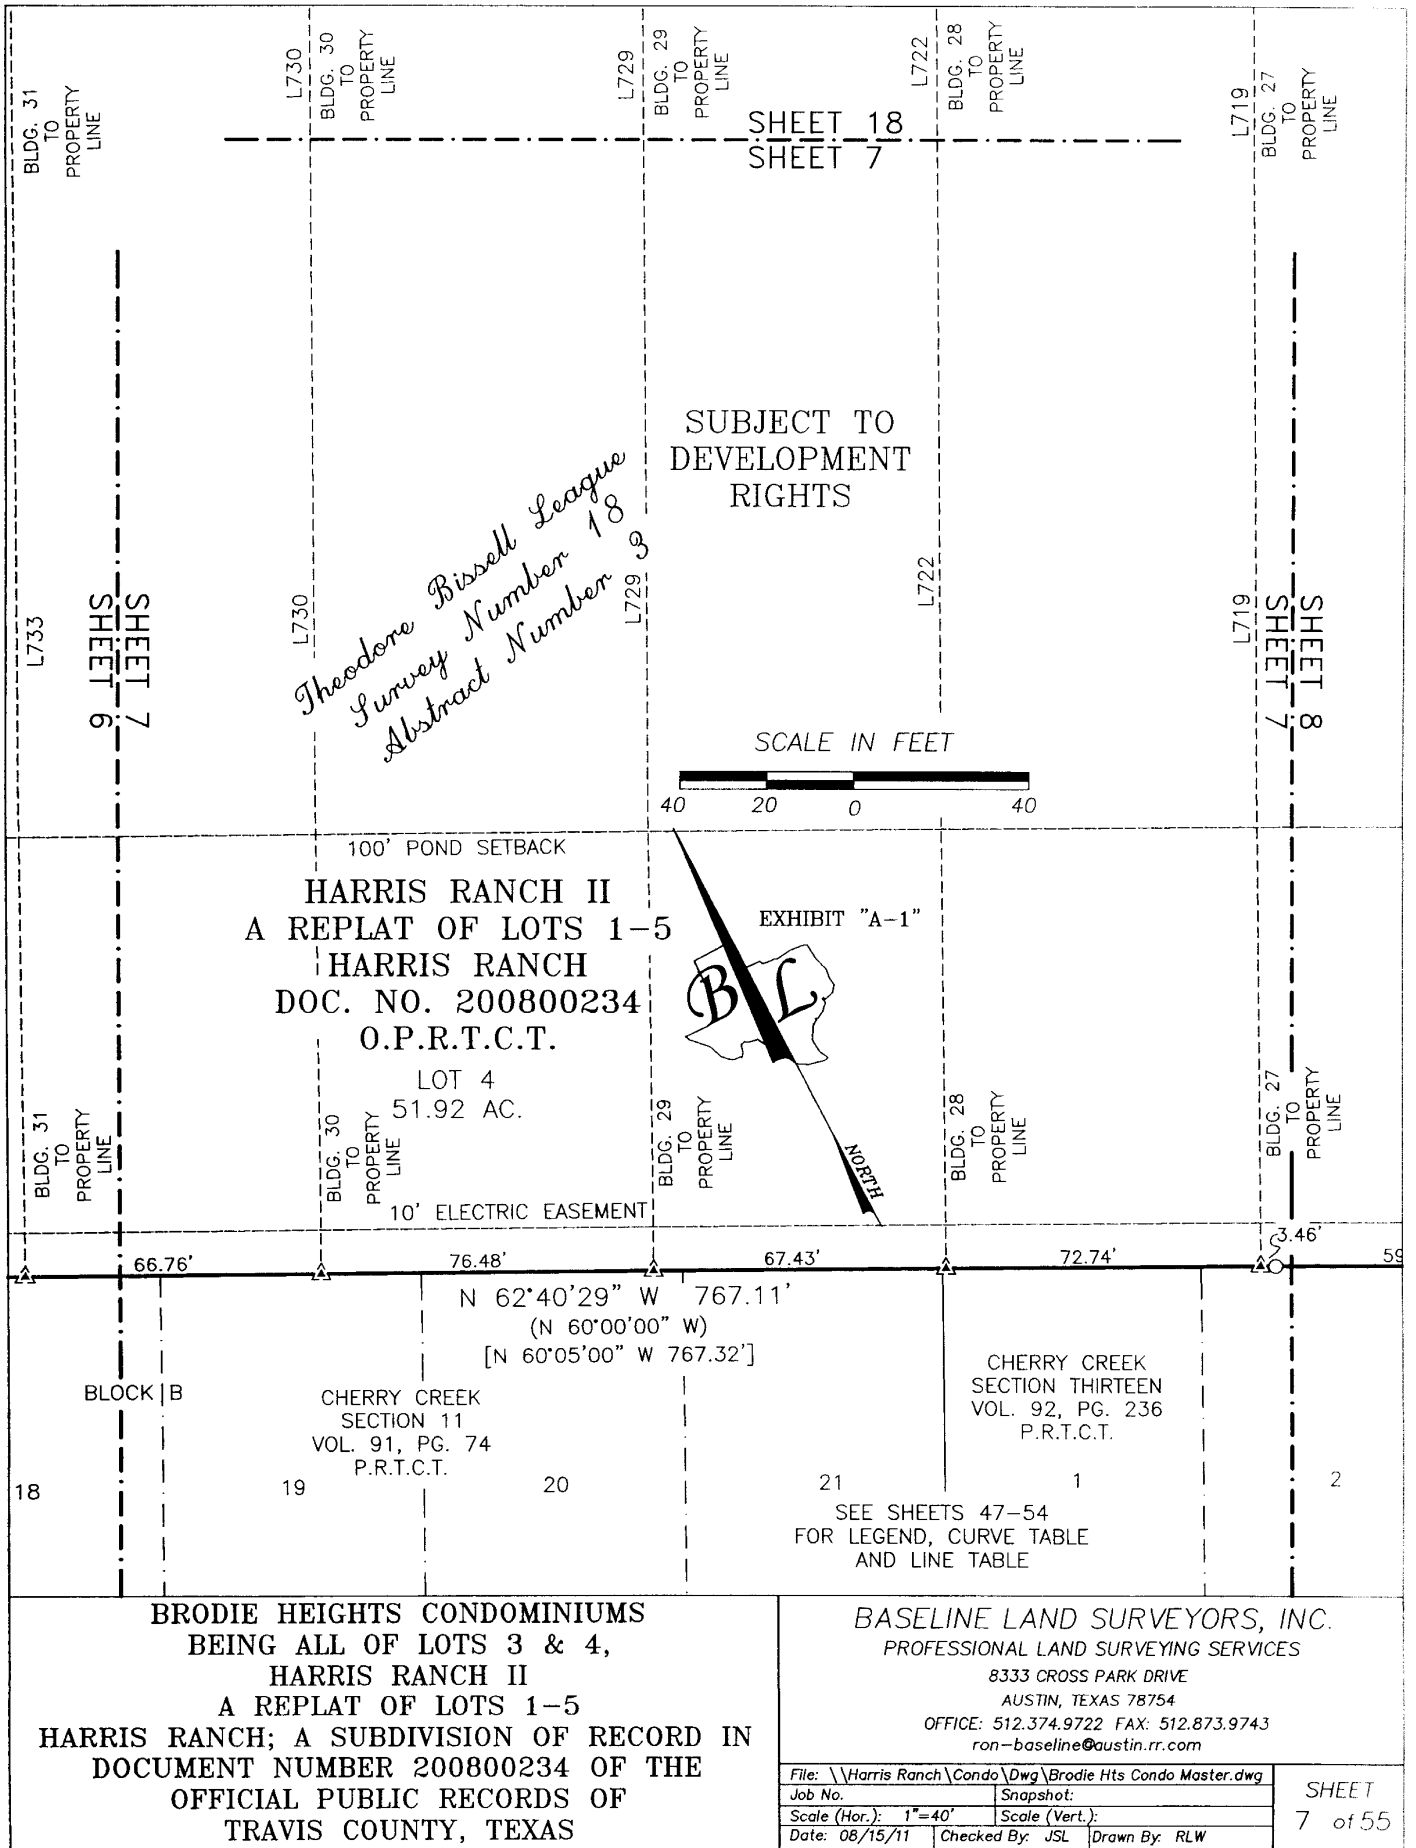 L730
BLDG. 30
TO
PROPERTY
LINE
L729
BLDG. 29
TO
PROPERTY
LINE
L722
BLDG. 28
TO
PROPERTY
LINE
BLDG. 31
TO
PROPERTY
LINE
L719
BLDG. 27
TO
PROPERTY
LINE
SHEET 18
SHEET 7
SUBJECT TO
DEVELOPMENT
RIGHTS
Theodore Bissell League
Survey Number 18
Abstract Number 3
L733
SHEET 7
SHEET 6
L730
L729
L722
L719
SHEET 8
SHEET 7
SCALE IN FEET
40 20 0 40
100' POND SETBACK
HARRIS RANCH II
A REPLAT OF LOTS 1-5
HARRIS RANCH
DOC. NO. 200800234
O.P.R.T.C.T.
LOT 4
51.92 AC.
EXHIBIT "A-1"
B L
NORTH
BLDG. 31
TO
PROPERTY
LINE
BLDG. 30
TO
PROPERTY
LINE
BLDG. 29
TO
PROPERTY
LINE
BLDG. 28
TO
PROPERTY
LINE
BLDG. 27
TO
PROPERTY
LINE
10' ELECTRIC EASEMENT
66.76' 76.48' 67.43' 72.74' 3.46' 59
N 62°40'29" W 767.11'
(N 60°00'00" W)
[N 60°05'00" W 767.32']
BLOCK B
CHERRY CREEK
SECTION 11
VOL. 91, PG. 74
P.R.T.C.T.
CHERRY CREEK
SECTION THIRTEEN
VOL. 92, PG. 236
P.R.T.C.T.
18 19 20 21 1 2
SEE SHEETS 47-54
FOR LEGEND, CURVE TABLE
AND LINE TABLE
BRODIE HEIGHTS CONDOMINIUMS
BEING ALL OF LOTS 3 & 4,
HARRIS RANCH II
A REPLAT OF LOTS 1-5
HARRIS RANCH; A SUBDIVISION OF RECORD IN
DOCUMENT NUMBER 200800234 OF THE
OFFICIAL PUBLIC RECORDS OF
TRAVIS COUNTY, TEXAS
BASELINE LAND SURVEYORS, INC.
PROFESSIONAL LAND SURVEYING SERVICES
8333 CROSS PARK DRIVE
AUSTIN, TEXAS 78754
OFFICE: 512.374.9722 FAX: 512.873.9743
ron-baseline@austin.rr.com
File: \\Harris Ranch\Condo\Dwg\Brodie Hts Condo Master.dwg
Job No. Snapshot:
Scale (Hor.): 1"=40' Scale (Vert.):
Date: 08/15/11 Checked By: JSL Drawn By: RLW
SHEET
7 of 55